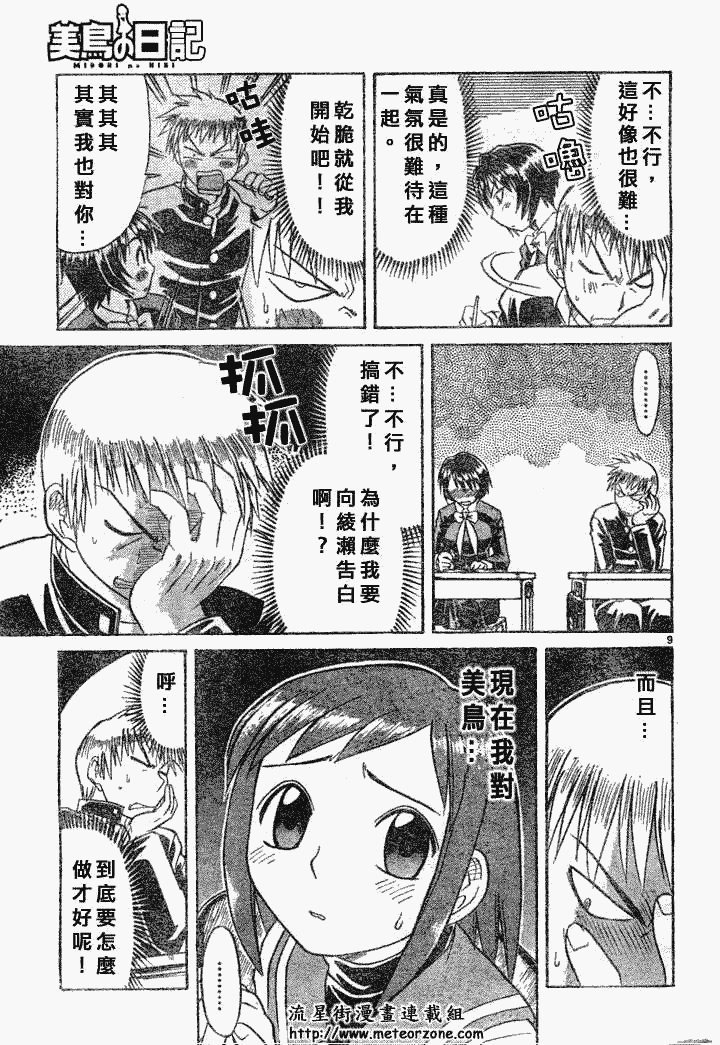 美鳥の日記
MIDORI no HIBI
不…不行，
這好像也很難…
咕
嚕
真是的，
這種
氣氛很難待在
一起。
乾脆就從我
開始吧！！
咕
哇
其其其
其實我也對你…
………
不…不行，
搞錯了！
為什麼我要
向綾瀨告白
啊！？
抓
抓
9
而且…
現在我對
美鳥…
………
呼…
到底要怎麼
做才好呢！
流星街漫畫連載組
http://www.meteorzone.com/